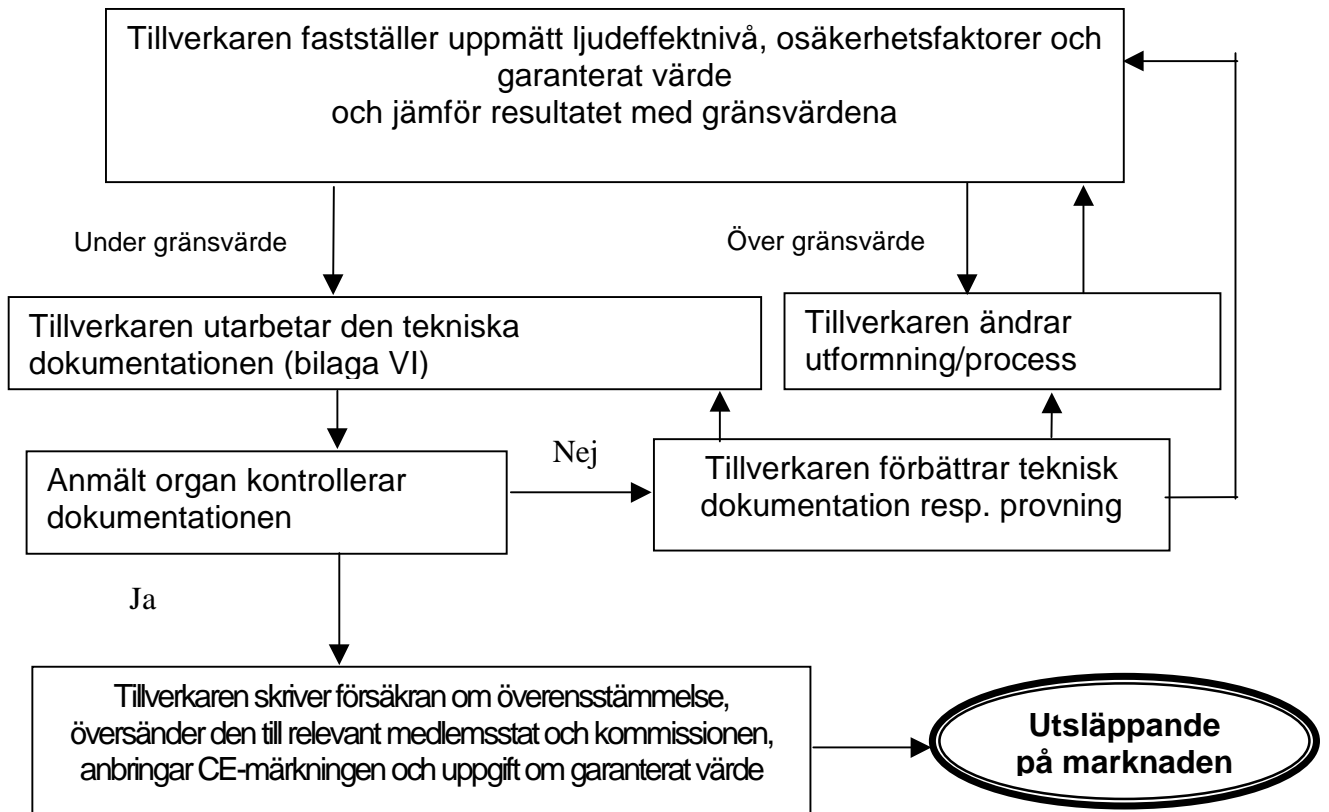 Tillverkaren fastställer uppmätt ljudeffektnivå, osäkerhetsfaktorer och
garanterat värde
och jämför resultatet med gränsvärdena
Under gränsvärde
Över gränsvärde
Tillverkaren utarbetar den tekniska
dokumentationen (bilaga VI)
Tillverkaren ändrar
utformning/process
Anmält organ kontrollerar
dokumentationen
Nej
Tillverkaren förbättrar teknisk
dokumentation resp. provning
Ja
Tillverkaren skriver försäkran om överensstämmelse,
översänder den till relevant medlemsstat och kommissionen,
anbringar CE-märkningen och uppgift om garanterat värde
Utsläppande
på marknaden